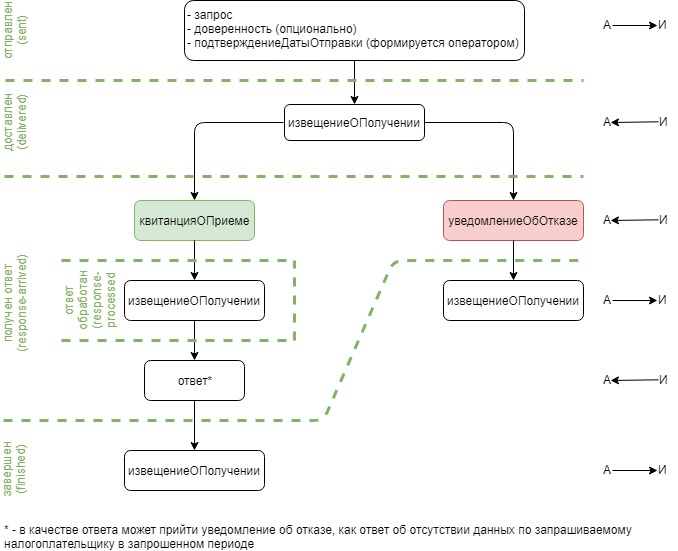 отправлен
(sent)
- запрос
- доверенность (опционально)
- подтверждениеДатыОтправки (формируется оператором)
А И
доставлен
(delivered)
извещениеОПолучении
А И
получен ответ
(response-arrived)
квитанцияОПриеме
уведомлениеОбОтказе
А И
ответ
обработан
(response-
processed
извещениеОПолучении
извещениеОПолучении
А И
ответ*
А И
завершен
(finished)
извещениеОПолучении
А И
* - в качестве ответа может прийти уведомление об отказе, как ответ об отсутствии данных по запрашиваемому
налогоплательщику в запрошенном периоде